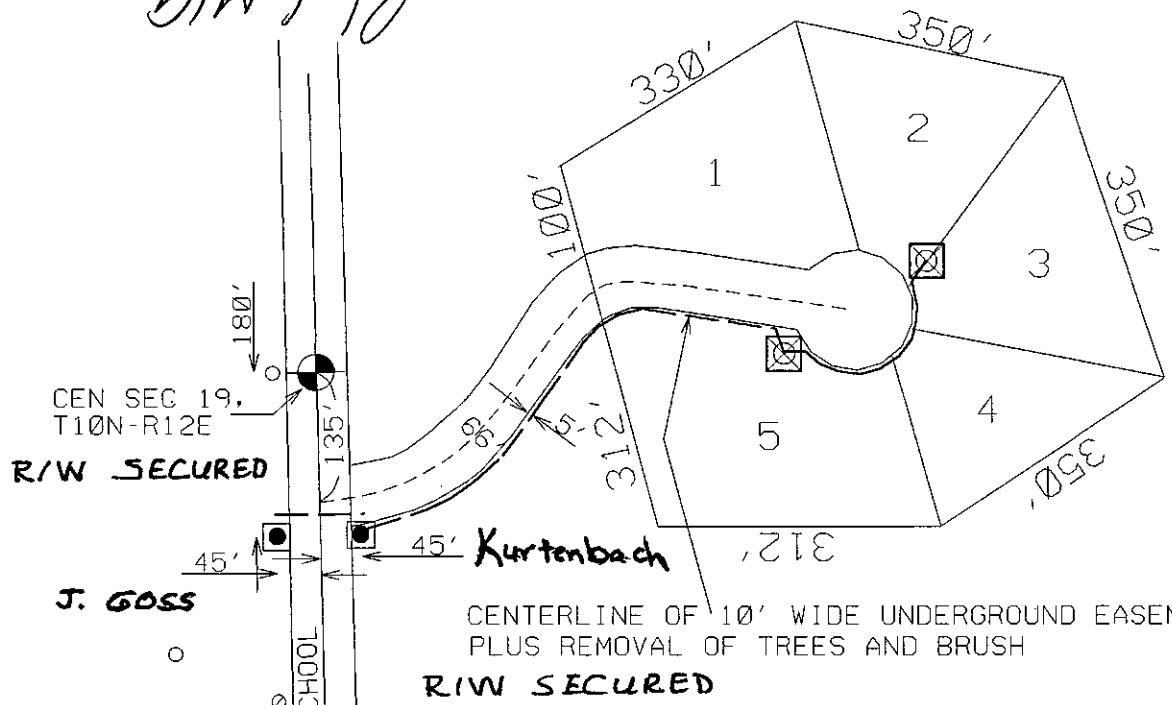 330'
350'
2
1
350'
100'
3
180'
CEN SEC 19,
T10N-R12E
135'
R/W SECURED
66'
5'
312'
5
4
350'
312'
45'
45'
Kurtenbach
J. GOSS
CENTERLINE OF 10' WIDE UNDERGROUND EASEM
PLUS REMOVAL OF TREES AND BRUSH
CHOOL
R/W SECURED